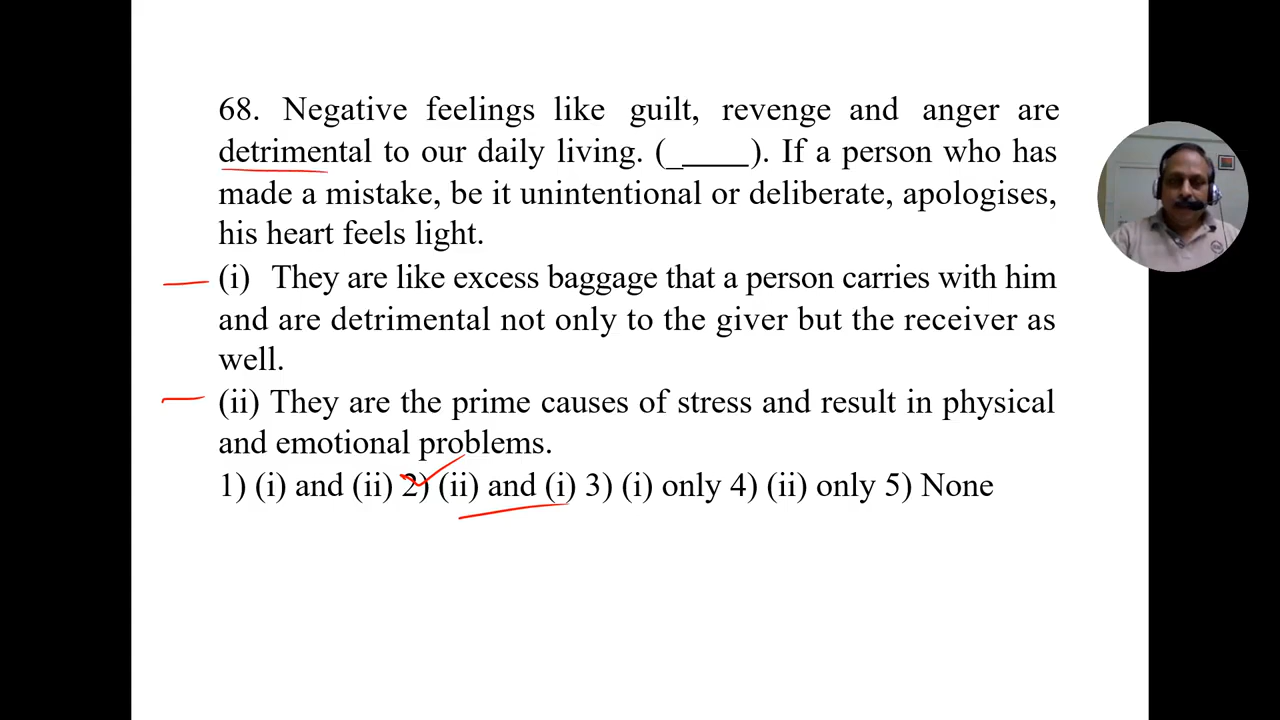 68. Negative feelings like guilt, revenge and anger are
detrimental to our daily living. (_____). If a person who has
made a mistake, be it unintentional or deliberate, apologises,
his heart feels light.
(i) They are like excess baggage that a person carries with him
and are detrimental not only to the giver but the receiver as
well.
(ii) They are the prime causes of stress and result in physical
and emotional problems.
1) (i) and (ii) 2) (ii) and (i) 3) (i) only 4) (ii) only 5) None